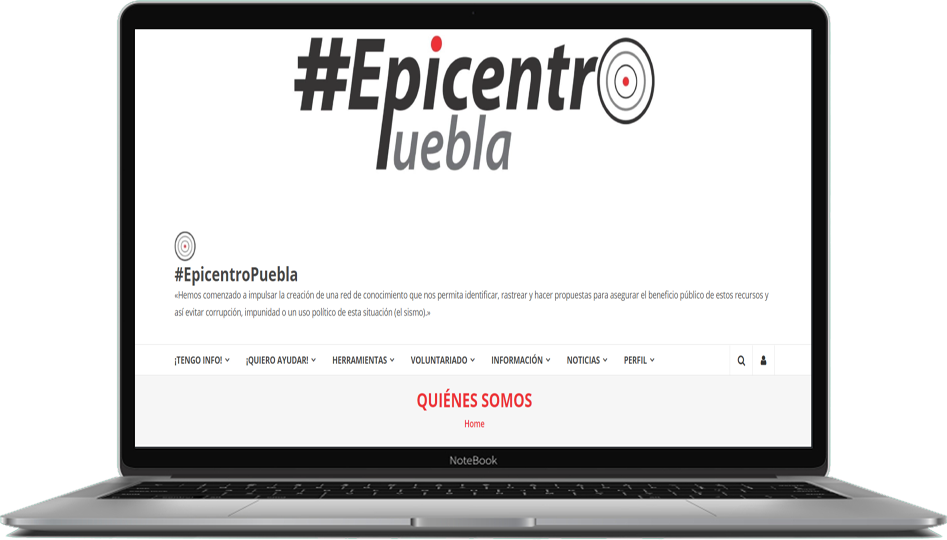 #Epicentro
Puebla
#EpicentroPuebla
«Hemos comenzado a impulsar la creación de una red de conocimiento que nos permita identificar, rastrear y hacer propuestas para asegurar el beneficio público de estos recursos y
así evitar corrupción, impunidad o un uso político de esta situación (el sismo).»
¡TENGO INFO! ¡QUIERO AYUDAR! HERRAMIENTAS VOLUNTARIADO INFORMACIÓN NOTICIAS PERFIL
QUIÉNES SOMOS
Home
NoteBook